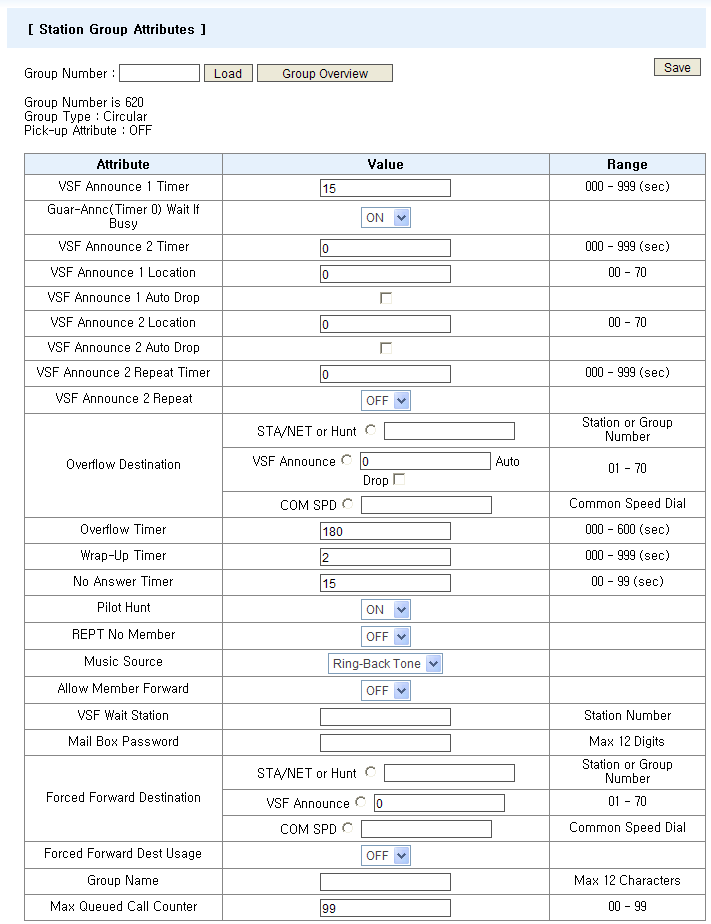 [ Station Group Attributes ]
Group Number : Load Group Overview Save
Group Number is 620
Group Type : Circular
Pick-up Attribute : OFF
Attribute Value Range
VSF Announce 1 Timer 15 000 - 999 (sec)
Guar-Annc(Timer 0) Wait If
Busy ON
VSF Announce 2 Timer 0 000 - 999 (sec)
VSF Announce 1 Location 0 00 - 70
VSF Announce 1 Auto Drop
VSF Announce 2 Location 0 00 - 70
VSF Announce 2 Auto Drop
VSF Announce 2 Repeat Timer 0 000 - 999 (sec)
VSF Announce 2 Repeat OFF
Overflow Destination
STA/NET or Hunt Station or Group
Number
VSF Announce 0 Auto
Drop 01 - 70
COM SPD Common Speed Dial
Overflow Timer 180 000 - 600 (sec)
Wrap-Up Timer 2 000 - 999 (sec)
No Answer Timer 15 00 - 99 (sec)
Pilot Hunt ON
REPT No Member OFF
Music Source Ring-Back Tone
Allow Member Forward OFF
VSF Wait Station Station Number
Mail Box Password Max 12 Digits
Forced Forward Destination
STA/NET or Hunt Station or Group
Number
VSF Announce 0 01 - 70
COM SPD Common Speed Dial
Forced Forward Dest Usage OFF
Group Name Max 12 Characters
Max Queued Call Counter 99 00 - 99